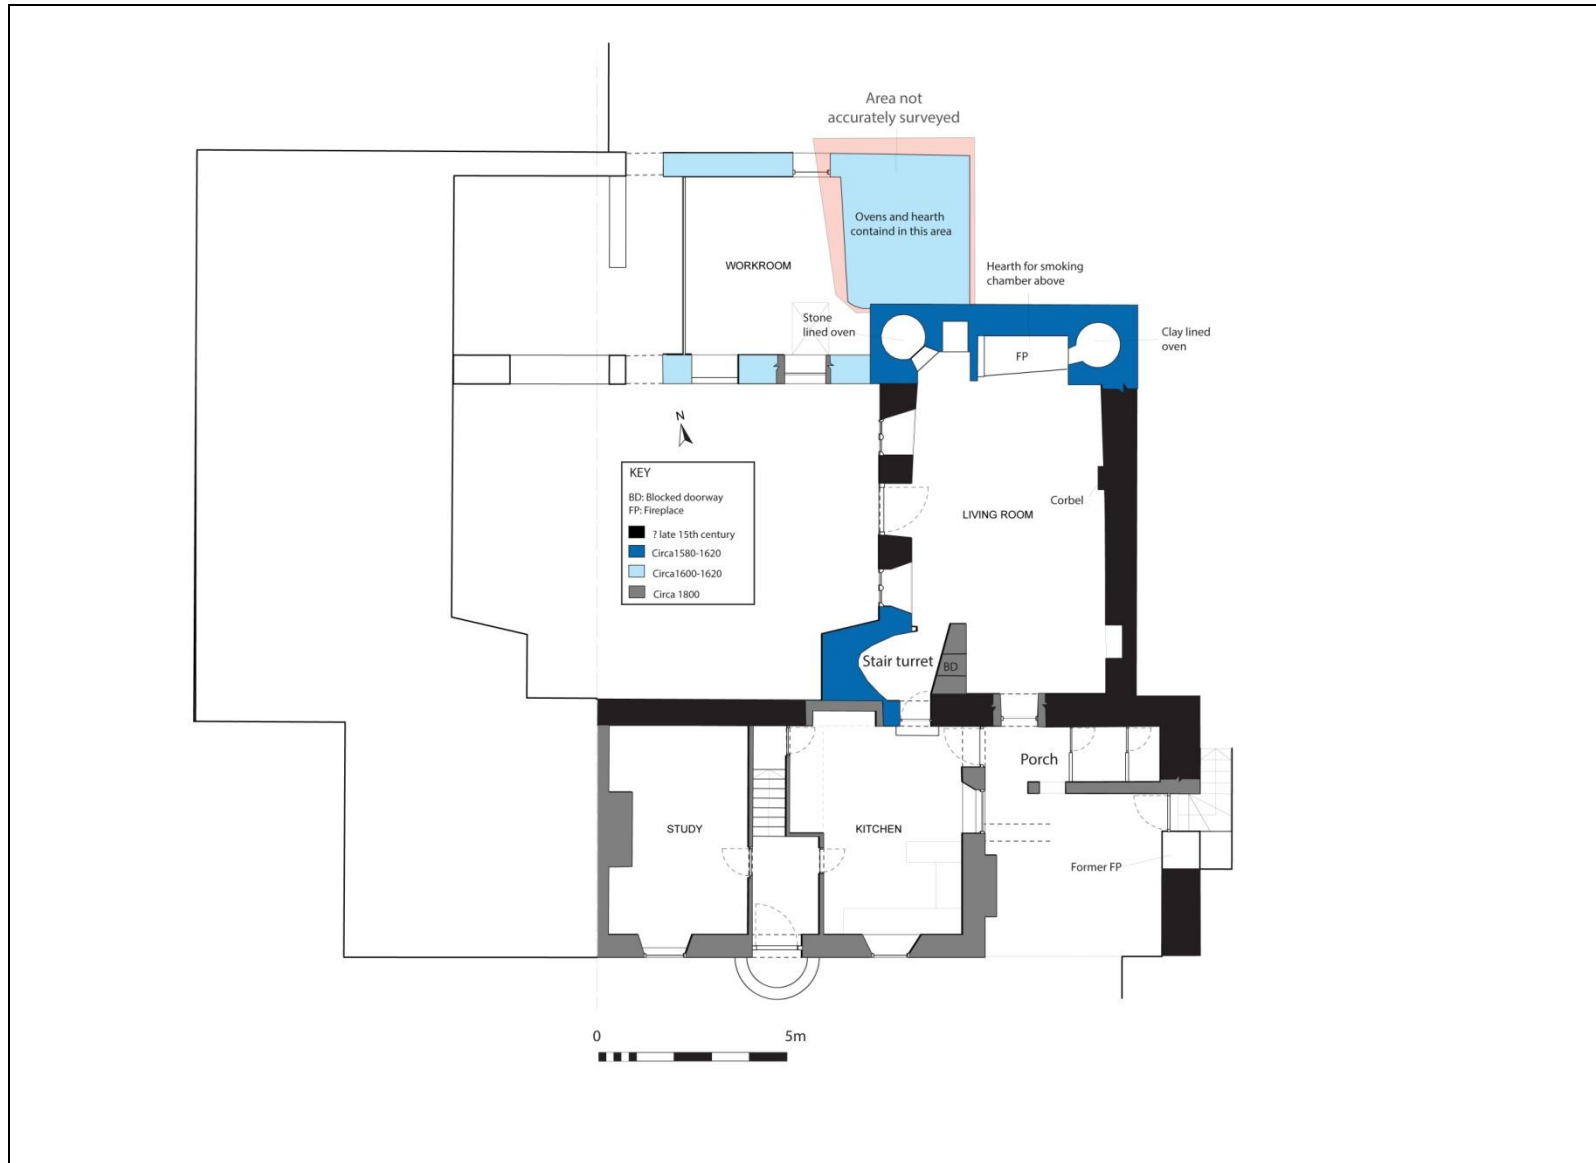 Area not
accurately surveyed
Ovens and hearth
containd in this area
WORKROOM
Hearth for smoking
chamber above
Stone
lined oven
FP
Clay lined
oven
N
KEY
BD: Blocked doorway
FP: Fireplace
? late 15th century
Circa1580-1620
Circa1600-1620
Circa 1800
Corbel
LIVING ROOM
Stair turret
BD
Porch
STUDY
KITCHEN
Former FP
0
5m